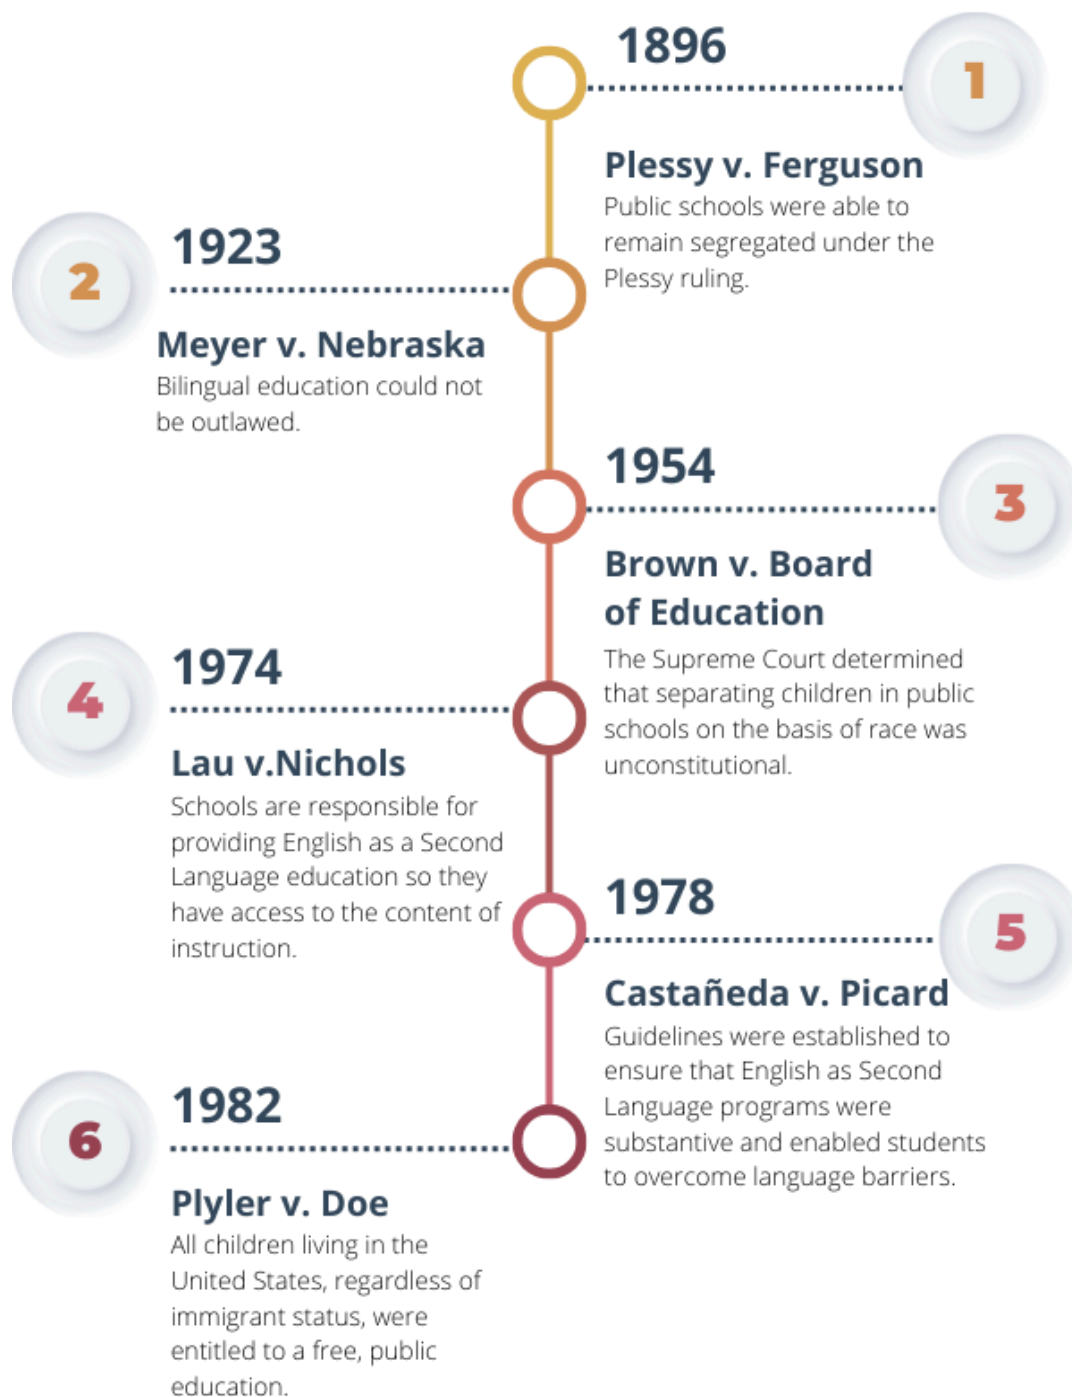 1896
1
Plessy v. Ferguson
Public schools were able to
remain segregated under the
Plessy ruling.
2
1923
Meyer v. Nebraska
Bilingual education could not
be outlawed.
1954
3
Brown v. Board
of Education
The Supreme Court determined
that separating children in public
schools on the basis of race was
unconstitutional.
4
1974
Lau v.Nichols
Schools are responsible for
providing English as a Second
Language education so they
have access to the content of
instruction.
1978
5
Castañeda v. Picard
Guidelines were established to
ensure that English as Second
Language programs were
substantive and enabled students
to overcome language barriers.
6
1982
Plyler v. Doe
All children living in the
United States, regardless of
immigrant status, were
entitled to a free, public
education.